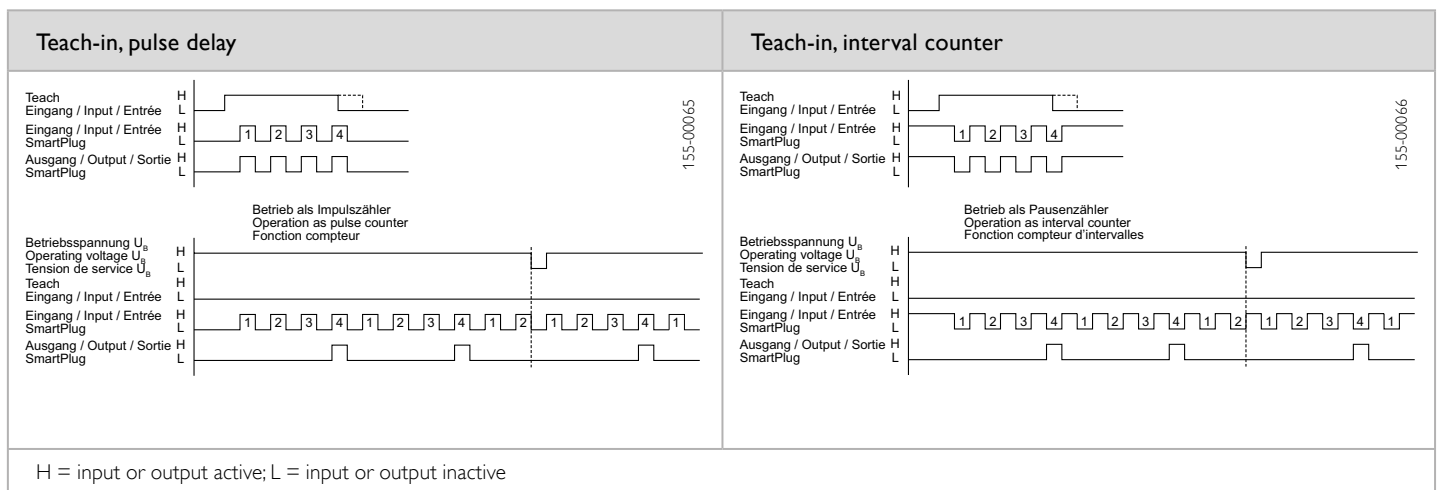 Teach-in, pulse delay
Teach-in, interval counter
Teach H
Eingang / Input / Entrée L
Eingang / Input / Entrée H
SmartPlug L
1 2 3 4
Ausgang / Output / Sortie H
SmartPlug L
155-00065
Betrieb als Impulszähler
Operation as pulse counter
Fonction compteur
Betriebsspannung UB
Operating voltage UB H
Tension de service UB L
Teach H
Eingang / Input / Entrée L
Eingang / Input / Entrée H
SmartPlug L
1 2 3 4 1 2 3 4 1 2 1 2 3 4 1
Ausgang / Output / Sortie H
SmartPlug L
Teach H
Eingang / Input / Entrée L
Eingang / Input / Entrée H
SmartPlug L
1 2 3 4
Ausgang / Output / Sortie H
SmartPlug L
155-00066
Betrieb als Pausenzähler
Operation as interval counter
Fonction compteur d'intervalles
Betriebsspannung UB
Operating voltage UB H
Tension de service UB L
Teach H
Eingang / Input / Entrée L
Eingang / Input / Entrée H
SmartPlug L
1 2 3 4 1 2 3 4 1 2 1 2 3 4 1
Ausgang / Output / Sortie H
SmartPlug L
H = input or output active; L = input or output inactive